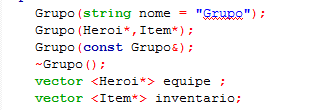 Grupo(string nome = "Grupo");
Grupo(Heroi*,Item*);
Grupo(const Grupo&);
~Grupo();
vector <Heroi*> equipe ;
vector <Item*> inventario;